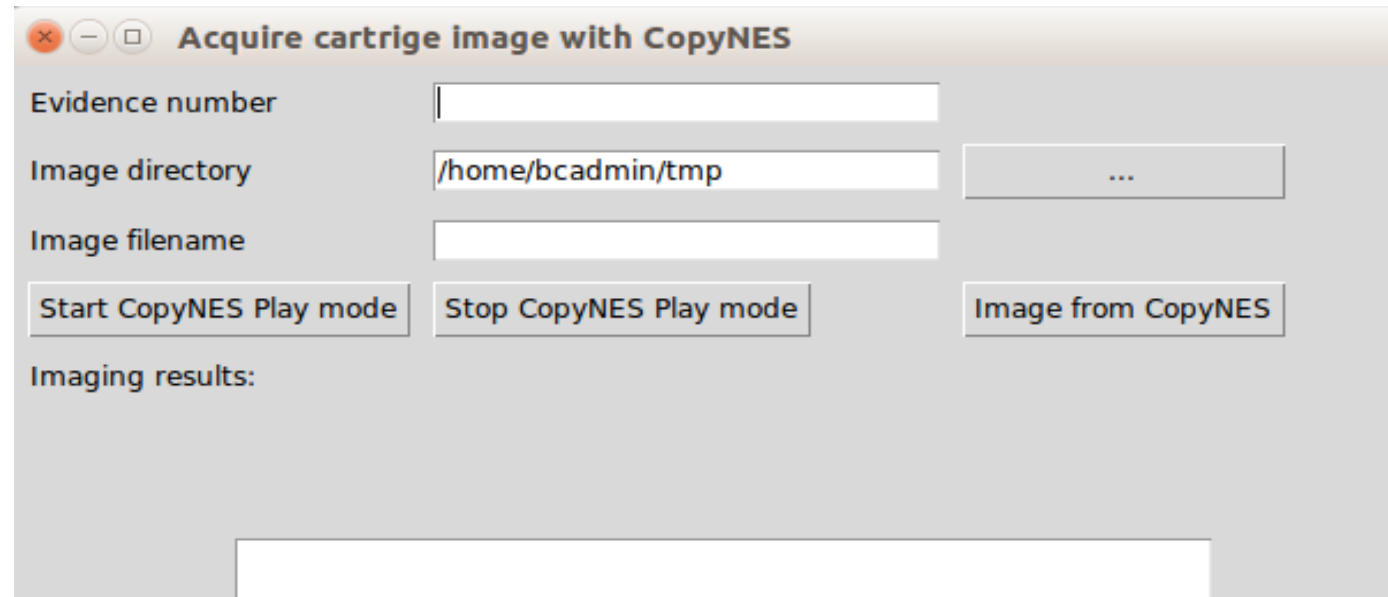 Acquire cartrige image with CopyNES
Evidence number
Image directory /home/bcadmin/tmp ...
Image filename
Start CopyNES Play mode Stop CopyNES Play mode Image from CopyNES
Imaging results: